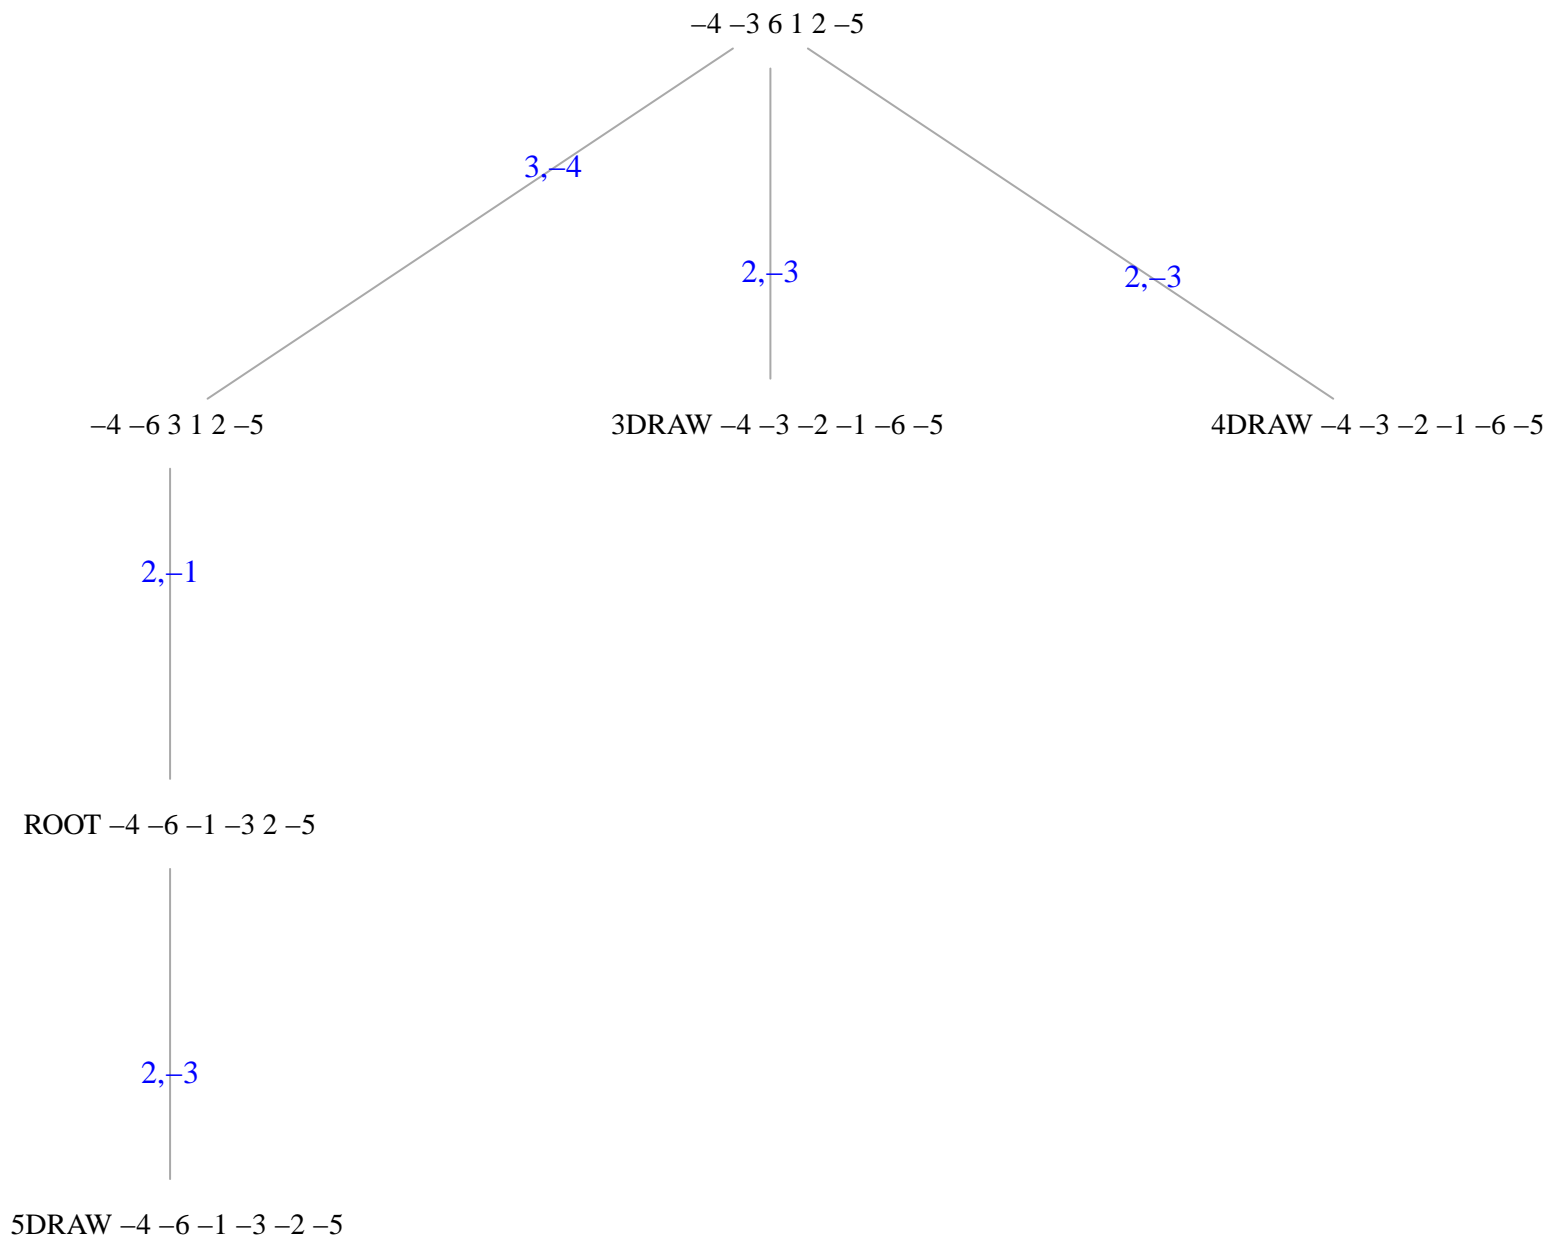 –4 –3 6 1 2 –5
3,–4
2,–3
2,–3
–4 –6 3 1 2 –5
3DRAW –4 –3 –2 –1 –6 –5
4DRAW –4 –3 –2 –1 –6 –5
2,–1
ROOT –4 –6 –1 –3 2 –5
2,–3
5DRAW –4 –6 –1 –3 –2 –5